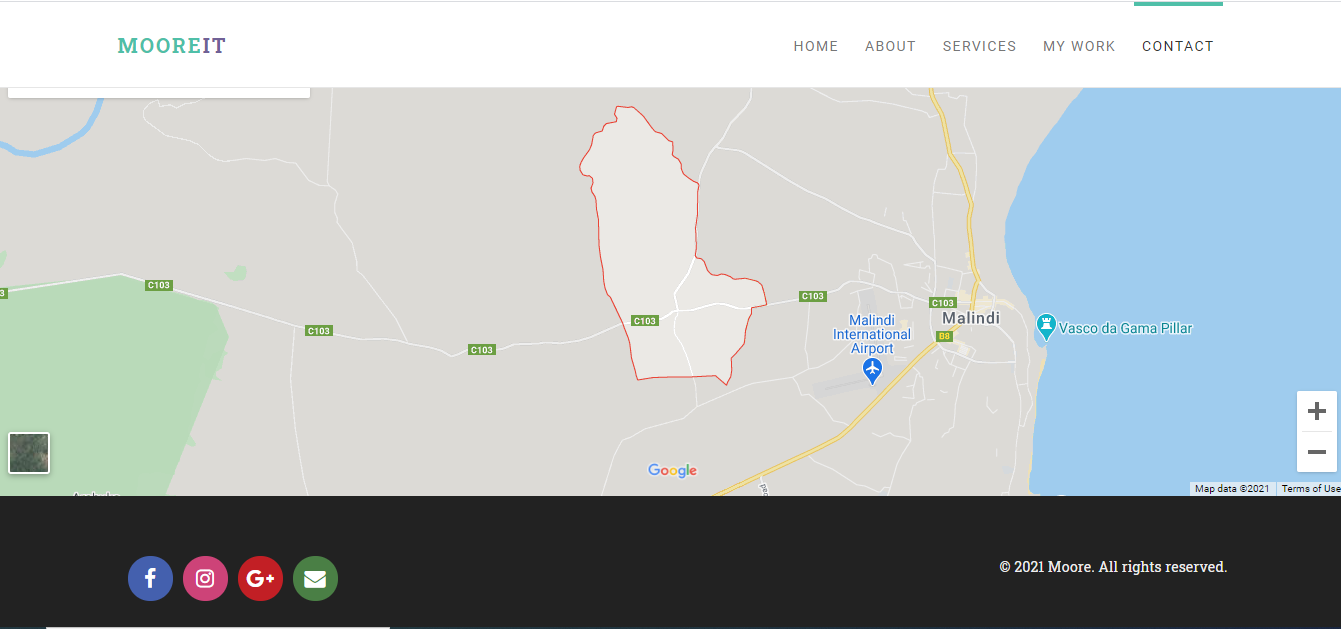 MOOREIT
HOME ABOUT SERVICES MY WORK CONTACT
C103
3
C103
C103
C103
C103
C103
C103
Malindi
B8
Malindi
International
Airport
Vasco da Gama Pillar
Google
Map data ©2021 Terms of Use
© 2021 Moore. All rights reserved.